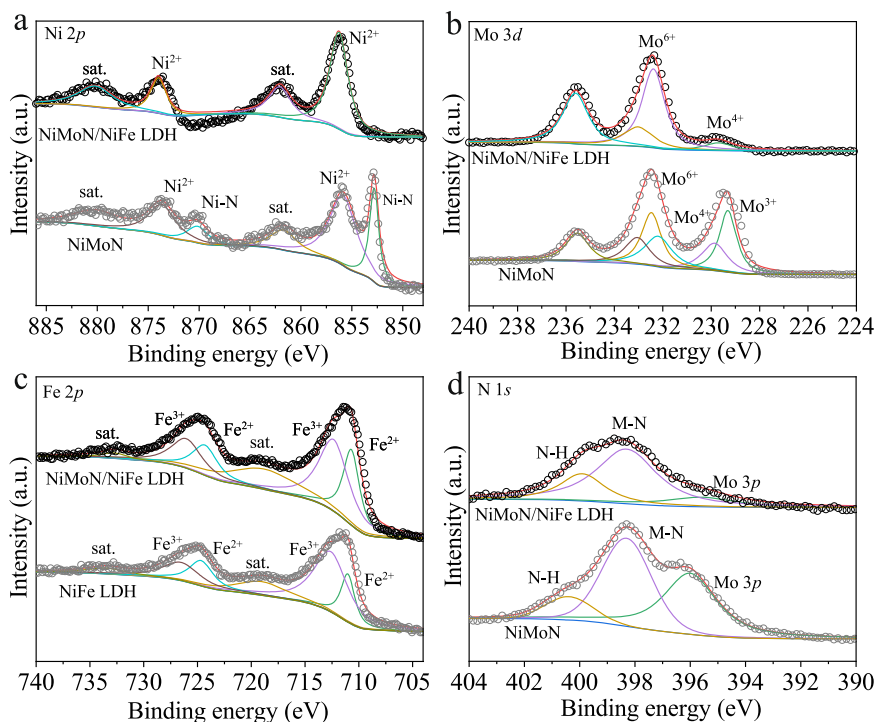 a
Ni 2p
Ni²⁺
sat.
Ni²⁺
sat.
NiMoN/NiFe LDH
Ni-N
Ni²⁺
Ni²⁺
sat.
Ni-N
sat.
NiMoN
Intensity (a.u.)
885 880 875 870 865 860 855 850
Binding energy (eV)
b
Mo 3d
Mo⁶⁺
Mo⁴⁺
NiMoN/NiFe LDH
Mo⁶⁺
Mo³⁺
Mo⁴⁺
NiMoN
Intensity (a.u.)
240 238 236 234 232 230 228 226 224
Binding energy (eV)
c
Fe 2p
Fe³⁺
Fe²⁺
Fe³⁺
Fe²⁺
sat.
sat.
NiMoN/NiFe LDH
Fe³⁺
Fe²⁺
Fe³⁺
sat.
sat.
Fe²⁺
NiFe LDH
Intensity (a.u.)
740 735 730 725 720 715 710 705
Binding energy (eV)
d
N 1s
M-N
N-H
Mo 3p
NiMoN/NiFe LDH
M-N
N-H
Mo 3p
NiMoN
Intensity (a.u.)
404 402 400 398 396 394 392 390
Binding energy (eV)